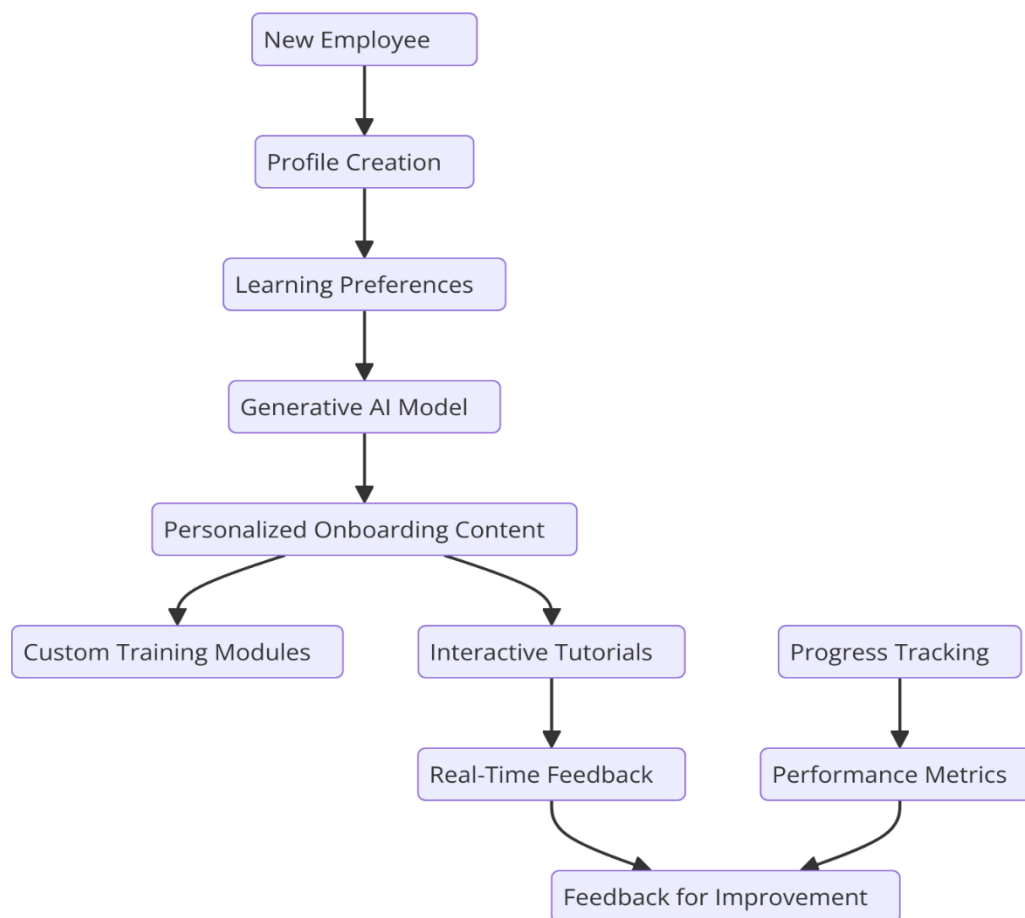 New Employee
Profile Creation
Learning Preferences
Generative AI Model
Personalized Onboarding Content
Custom Training Modules
Interactive Tutorials
Progress Tracking
Real-Time Feedback
Performance Metrics
Feedback for Improvement